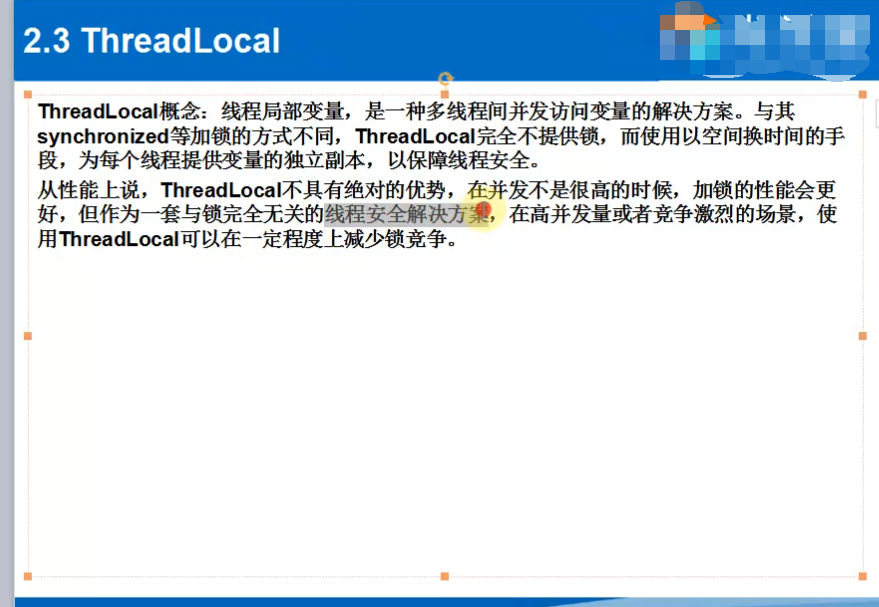 2.3 ThreadLocal
ThreadLocal概念：线程局部变量，是一种多线程间并发访问变量的解决方案。与其
synchronized等加锁的方式不同，ThreadLocal完全不提供锁，而使用以空间换时间的手
段，为每个线程提供变量的独立副本，以保障线程安全。
从性能上说，ThreadLocal不具有绝对的优势，在并发不是很高的时候，加锁的性能会更
好，但作为一套与锁完全无关的线程安全解决方案，在高并发量或者竞争激烈的场景，使
用ThreadLocal可以在一定程度上减少锁竞争。